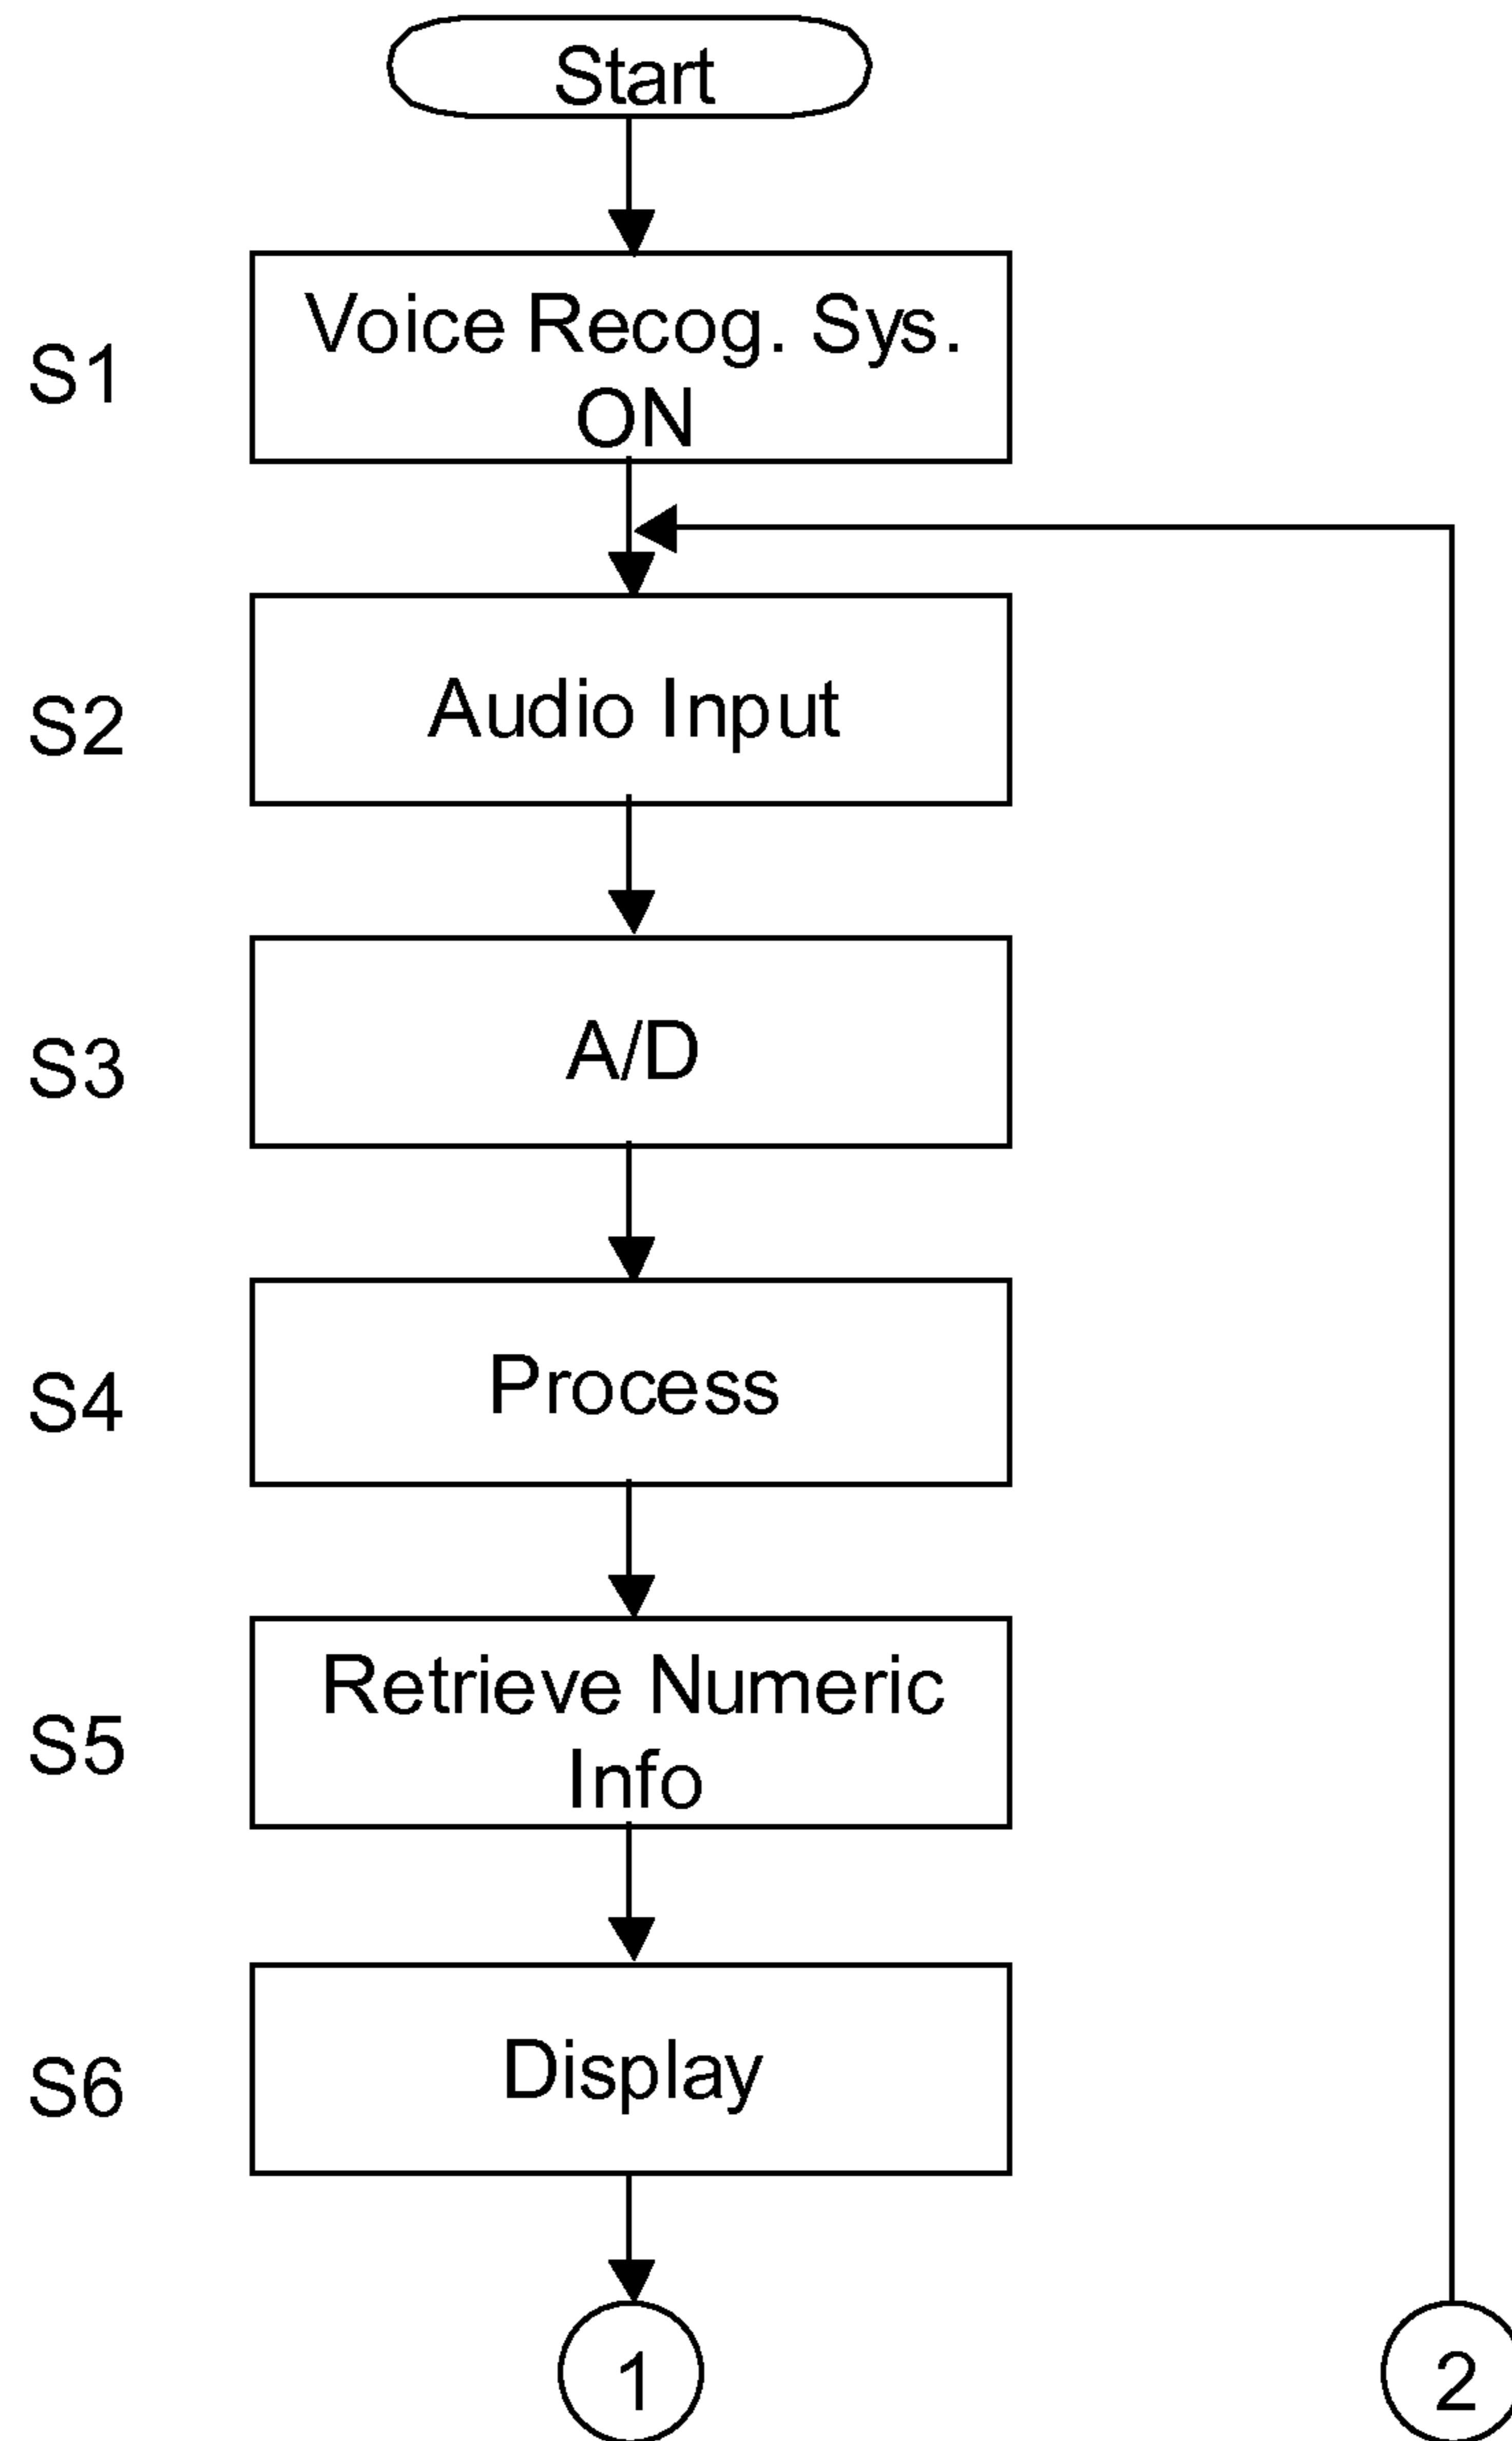 Start
S1
Voice Recog. Sys.
ON
S2
Audio Input
S3
A/D
S4
Process
S5
Retrieve Numeric
Info
S6
Display
1
2